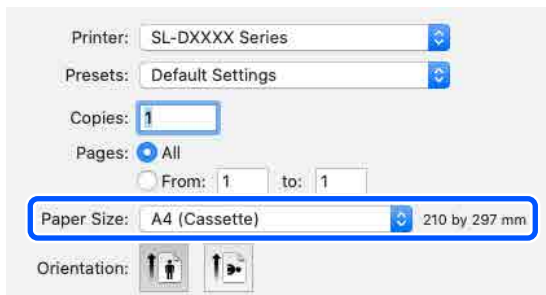 Printer: SL-DXXXX Series
Presets: Default Settings
Copies: 1
Pages: All
From: 1 to: 1
Paper Size: A4 (Cassette) 210 by 297 mm
Orientation: